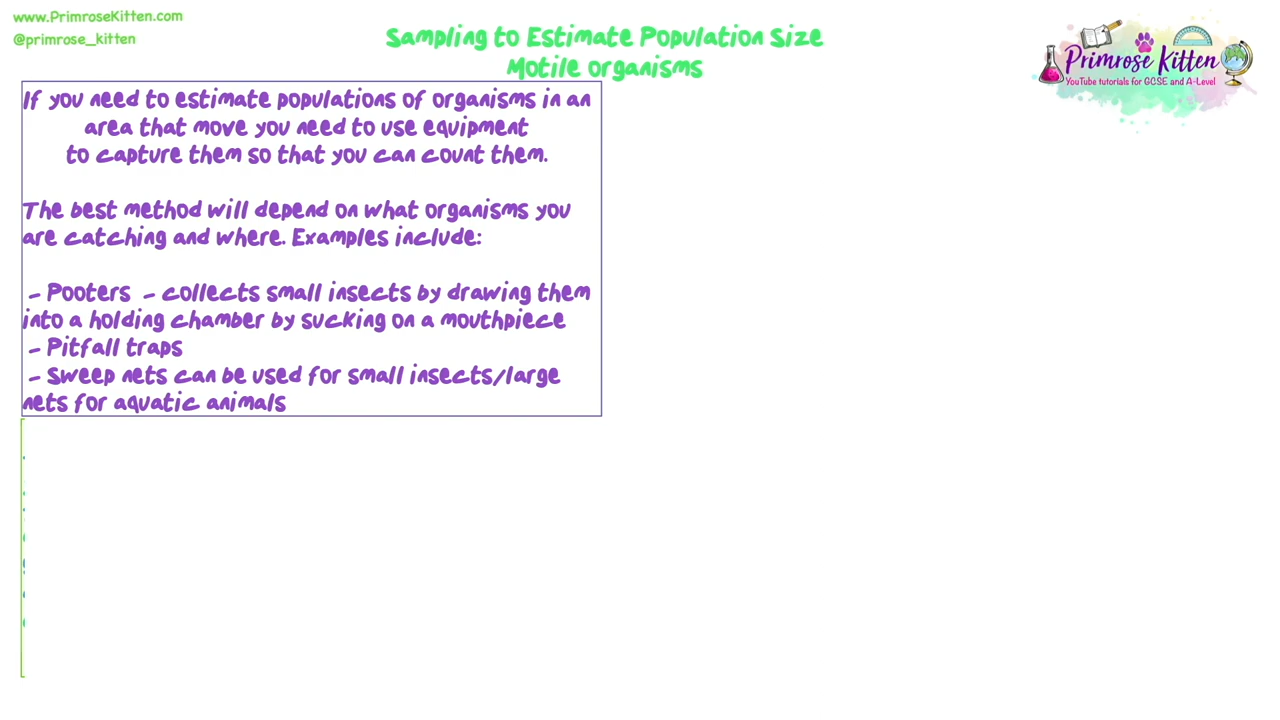 www.PrimroseKitten.com
@primrose_kitten
Sampling to Estimate Population Size
Motile organisms
Primrose Kitten
YouTube tutorials for GCSE and A-Level
If you need to estimate populations of organisms in an
area that move you need to use equipment
to capture them so that you can count them.
The best method will depend on what organisms you
are catching and where. Examples include:
- Pooters - collects small insects by drawing them
into a holding chamber by sucking on a mouthpiece
- Pitfall traps
- Sweep nets can be used for small insects/large
nets for aquatic animals